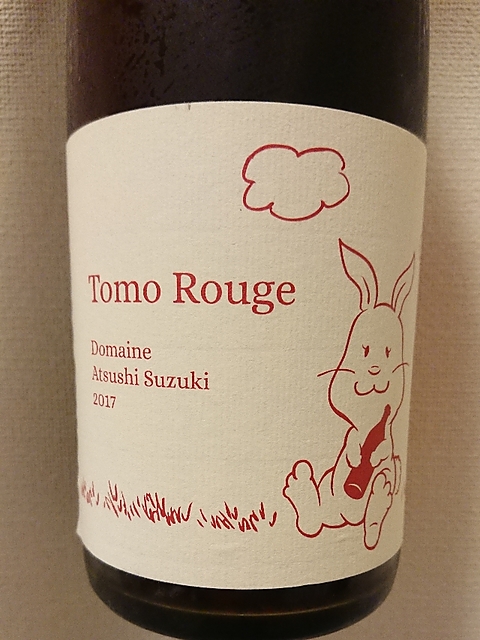 Tomo Rouge
Domaine
Atsushi Suzuki
2017